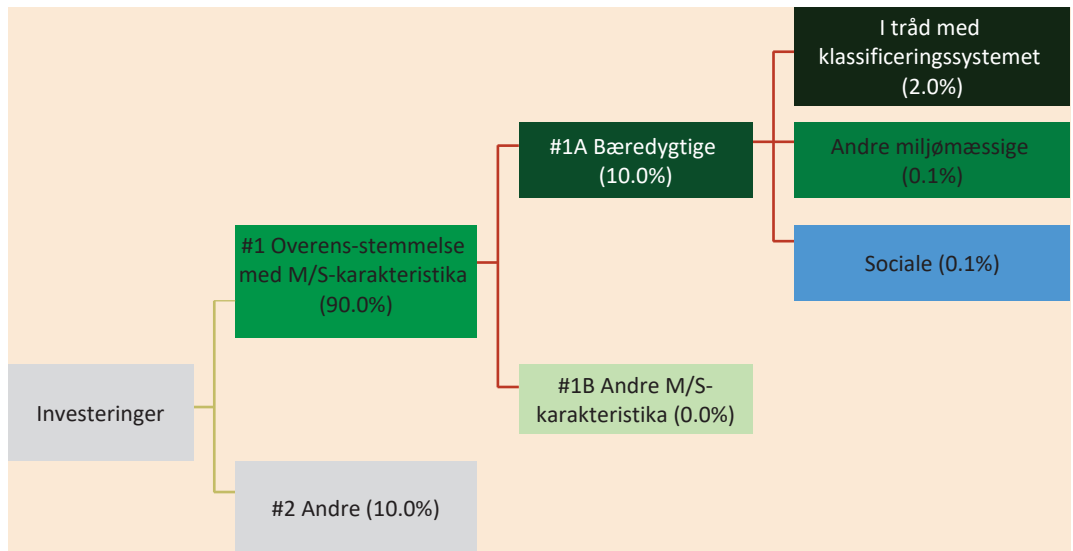 Investeringer
#1 Overens-stemmelse
med M/S-karakteristika
(90.0%)
#2 Andre (10.0%)
#1A Bæredygtige
(10.0%)
#1B Andre M/S-
karakteristika (0.0%)
I tråd med
klassificeringssystemet
(2.0%)
Andre miljømæssige
(0.1%)
Sociale (0.1%)